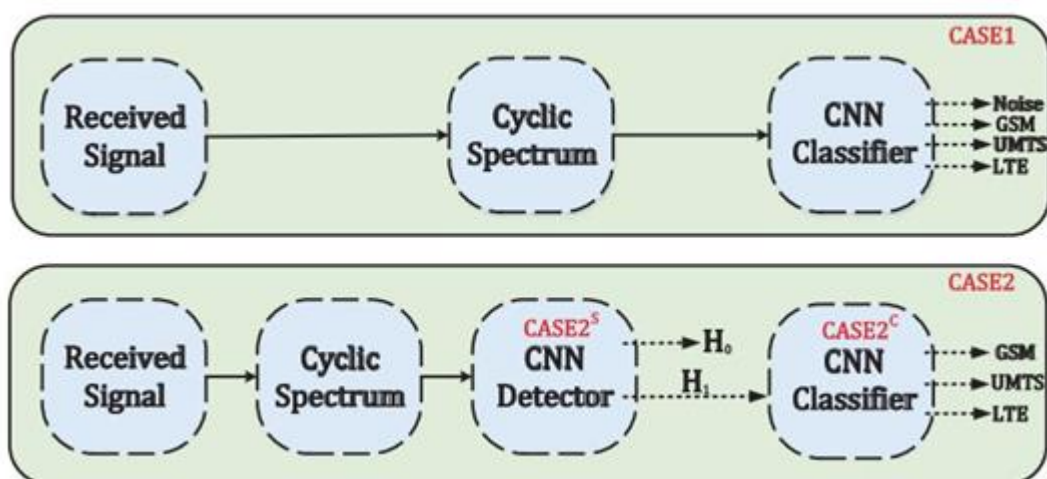 CASE1
Received
Signal
Cyclic
Spectrum
CNN
Classifier
Noise
GSM
UMTS
LTE
CASE2
Received
Signal
Cyclic
Spectrum
CASE2ˢ
CNN
Detector
H₀
H₁
CASE2ᶜ
CNN
Classifier
GSM
UMTS
LTE